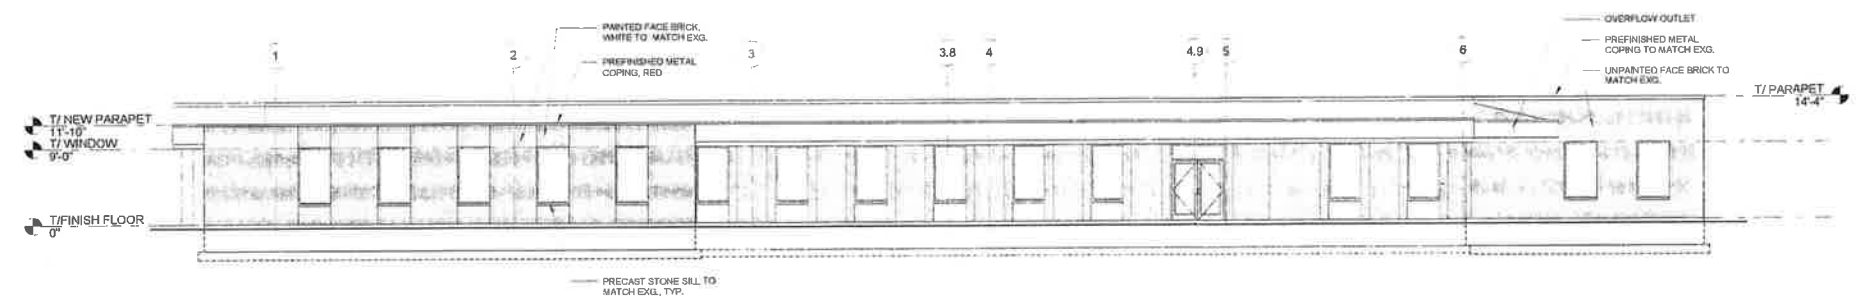 PAINTED FACE BRICK,
WHITE TO MATCH EXG.
PREFINISHED METAL
COPING, RED
OVERFLOW OUTLET
PREFINISHED METAL
COPING TO MATCH EXG.
UNPAINTED FACE BRICK TO
MATCH EXG.
1
2
3
3.8
4
4.9
5
6
T/ PARAPET
14'-4"
T/ NEW PARAPET
11'-10"
T/ WINDOW
9'-0"
T/FINISH FLOOR
0"
PRECAST STONE SILL TO
MATCH EXG., TYP.